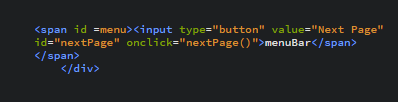 <span id =menu><input type="button" value="Next Page"
id="nextPage" onclick="nextPage()">menuBar</span>
</span>
</div>